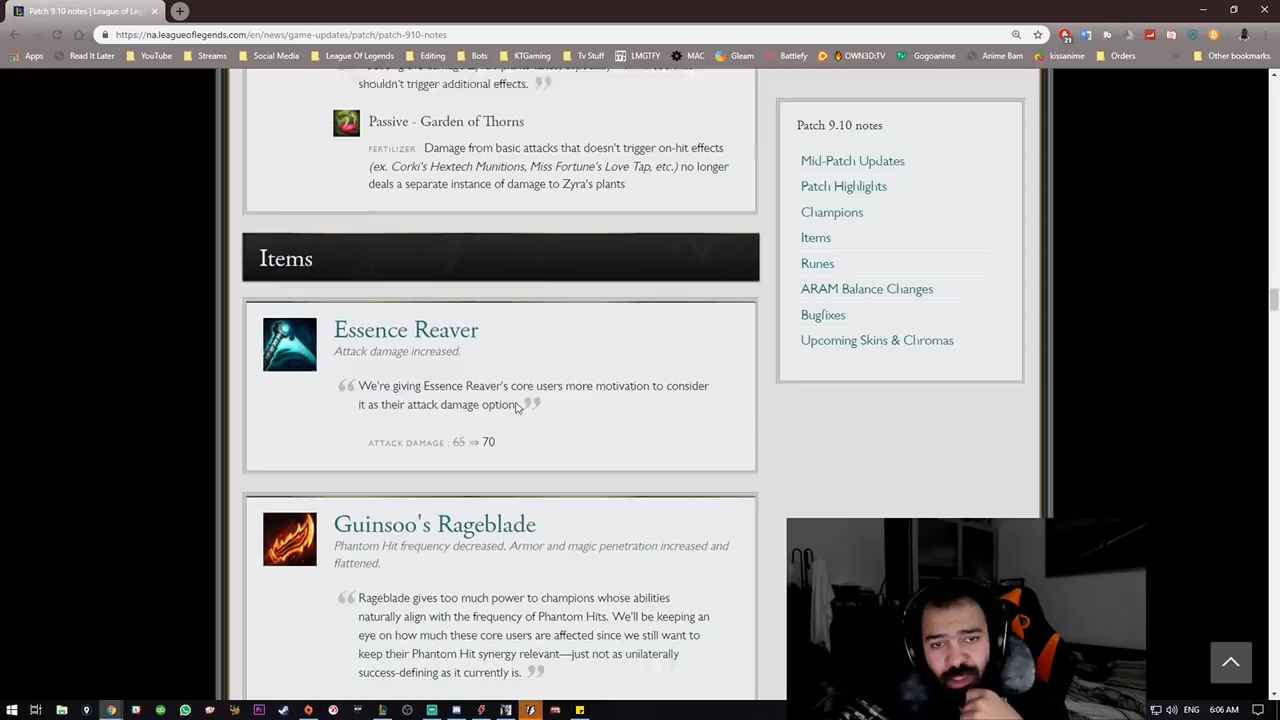 Patch 9.10 notes | League of Leg
https://na.leagueoflegends.com/en/news/game-updates/patch/patch-910-notes
Apps Read It Later YouTube Streams Social Media League Of Legends Editing Bots KTGaming Tv Stuff LMGTFY MAC Gleam Battlefy OWN3D.TV Gogoanime Anime Bam kissanime Orders Other bookmarks
shouldn't trigger additional effects.
Passive - Garden of Thorns
FERTILIZER : Damage from basic attacks that doesn't trigger on-hit effects
(ex. Corki's Hextech Munitions, Miss Fortune's Love Tap, etc.) no longer
deals a separate instance of damage to Zyra's plants
Items
Essence Reaver
Attack damage increased.
We're giving Essence Reaver's core users more motivation to consider
it as their attack damage option.
ATTACK DAMAGE : 65 ⇒ 70
Guinsoo's Rageblade
Phantom Hit frequency decreased. Armor and magic penetration increased and
flattened.
Rageblade gives too much power to champions whose abilities
naturally align with the frequency of Phantom Hits. We'll be keeping an
eye on how much these core users are affected since we still want to
keep their Phantom Hit synergy relevant—just not as unilaterally
success-defining as it currently is.
Patch 9.10 notes
Mid-Patch Updates
Patch Highlights
Champions
Items
Runes
ARAM Balance Changes
Bugfixes
Upcoming Skins & Chromas
ENG 6:06 AM